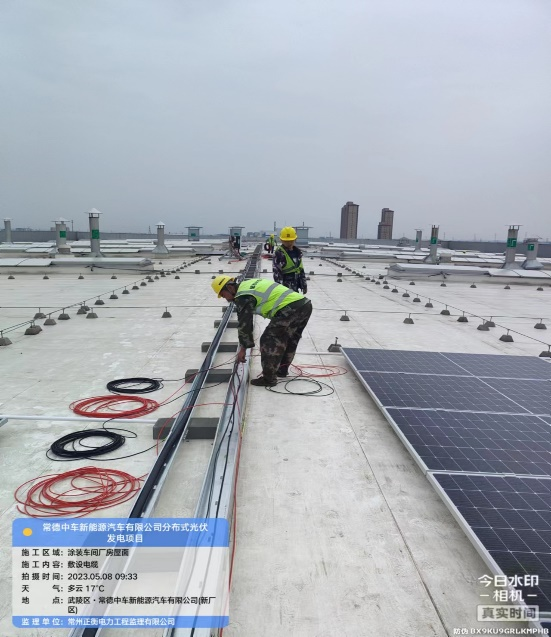 常德中车新能源汽车有限公司分布式光伏
发电项目
施工区域：涂装车间厂房屋面
施工内容：敷设电缆
拍摄时间：2023.05.08 09:33
天　　气：多云 17℃
地　　点：武陵区·常德中车新能源汽车有限公司(新厂
区)
监理单位：常州正衡电力工程监理有限公司
今日水印
相机
真实时间
防伪 BX9KU9GRLKMPHB